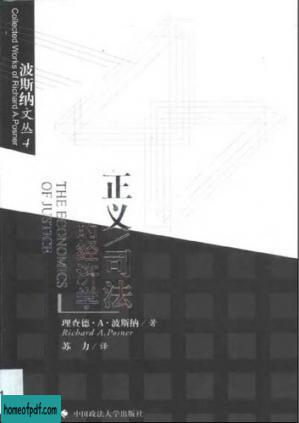 波斯纳文丛 4
Collected Works of Richard A. Posner
正义/司法
的经济学
THE ECONOMICS
OF JUSTICE
理查德·A·波斯纳／著
Richard A.Posner
苏力／译
中国政法大学出版社
homeofpdf.com